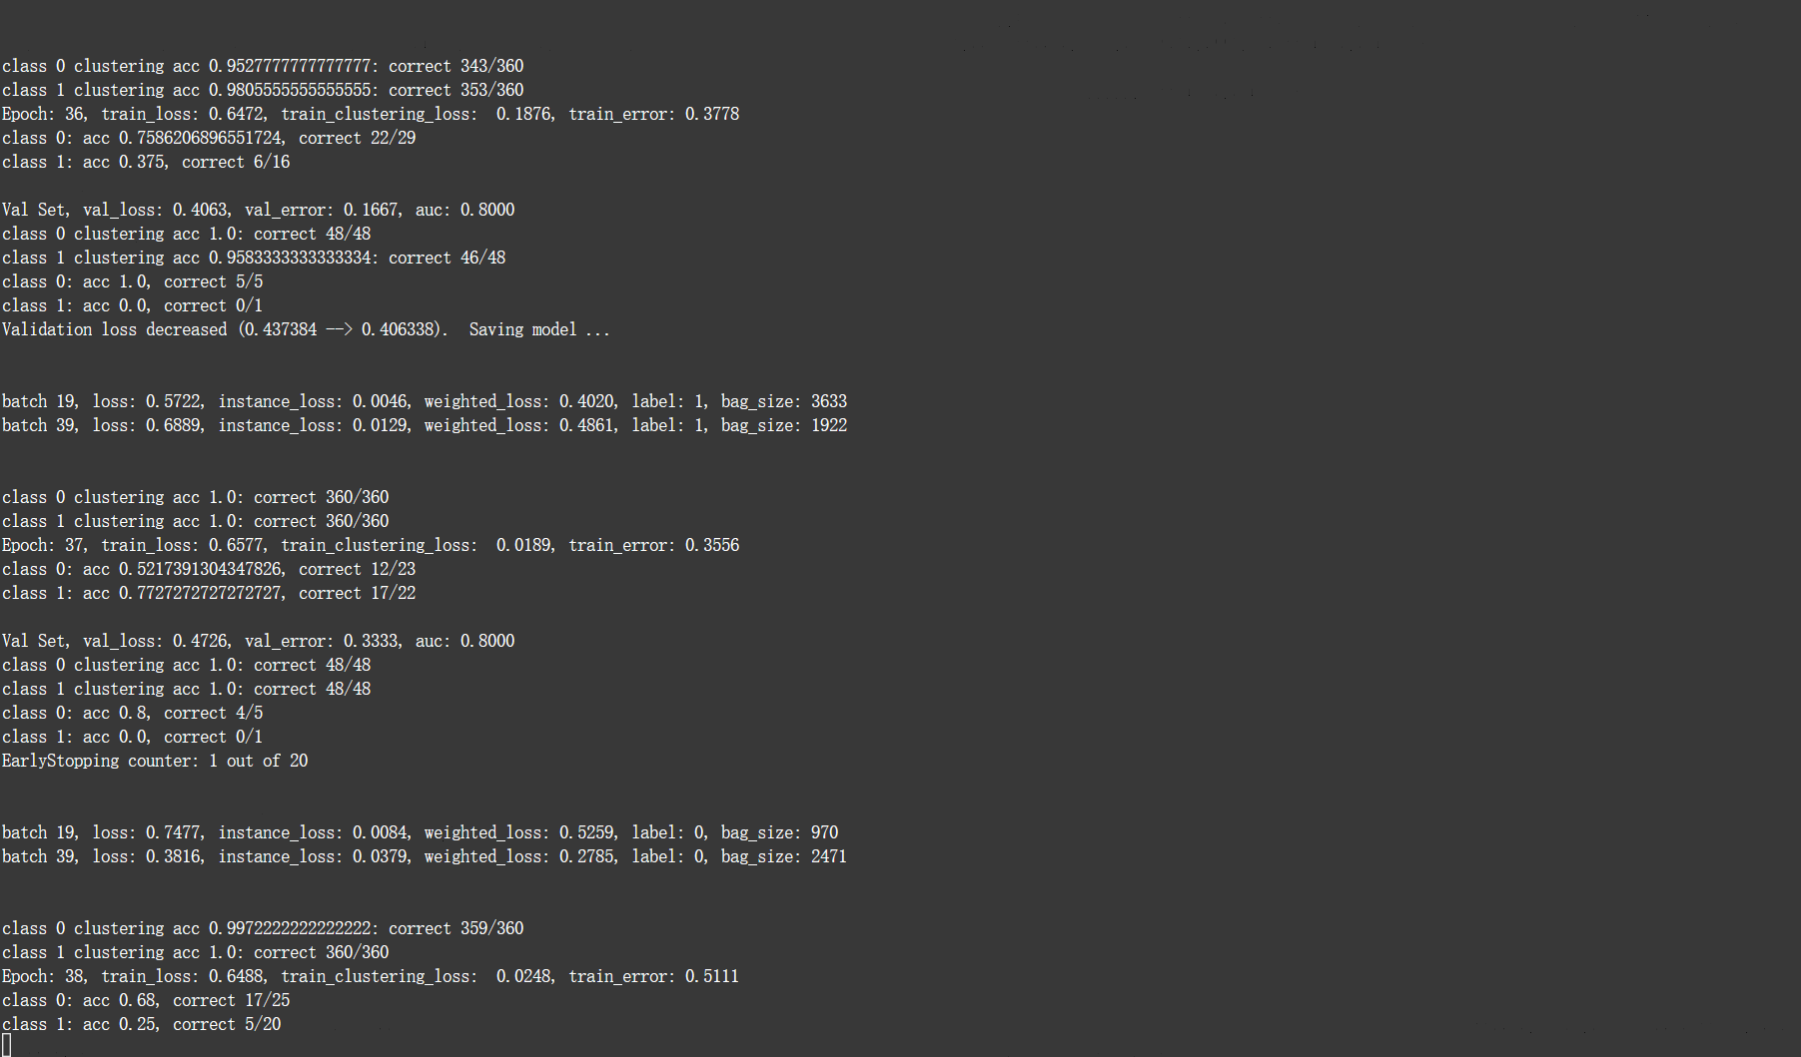 class 0 clustering acc 0.9527777777777777: correct 343/360
class 1 clustering acc 0.9805555555555555: correct 353/360
Epoch: 36, train_loss: 0.6472, train_clustering_loss:  0.1876, train_error: 0.3778
class 0: acc 0.7586206896551724, correct 22/29
class 1: acc 0.375, correct 6/16
Val Set, val_loss: 0.4063, val_error: 0.1667, auc: 0.8000
class 0 clustering acc 1.0: correct 48/48
class 1 clustering acc 0.9583333333333334: correct 46/48
class 0: acc 1.0, correct 5/5
class 1: acc 0.0, correct 0/1
Validation loss decreased (0.437384 --> 0.406338).  Saving model ...
batch 19, loss: 0.5722, instance_loss: 0.0046, weighted_loss: 0.4020, label: 1, bag_size: 3633
batch 39, loss: 0.6889, instance_loss: 0.0129, weighted_loss: 0.4861, label: 1, bag_size: 1922
class 0 clustering acc 1.0: correct 360/360
class 1 clustering acc 1.0: correct 360/360
Epoch: 37, train_loss: 0.6577, train_clustering_loss:  0.0189, train_error: 0.3556
class 0: acc 0.5217391304347826, correct 12/23
class 1: acc 0.7727272727272727, correct 17/22
Val Set, val_loss: 0.4726, val_error: 0.3333, auc: 0.8000
class 0 clustering acc 1.0: correct 48/48
class 1 clustering acc 1.0: correct 48/48
class 0: acc 0.8, correct 4/5
class 1: acc 0.0, correct 0/1
EarlyStopping counter: 1 out of 20
batch 19, loss: 0.7477, instance_loss: 0.0084, weighted_loss: 0.5259, label: 0, bag_size: 970
batch 39, loss: 0.3816, instance_loss: 0.0379, weighted_loss: 0.2785, label: 0, bag_size: 2471
class 0 clustering acc 0.9972222222222222: correct 359/360
class 1 clustering acc 1.0: correct 360/360
Epoch: 38, train_loss: 0.6488, train_clustering_loss:  0.0248, train_error: 0.5111
class 0: acc 0.68, correct 17/25
class 1: acc 0.25, correct 5/20